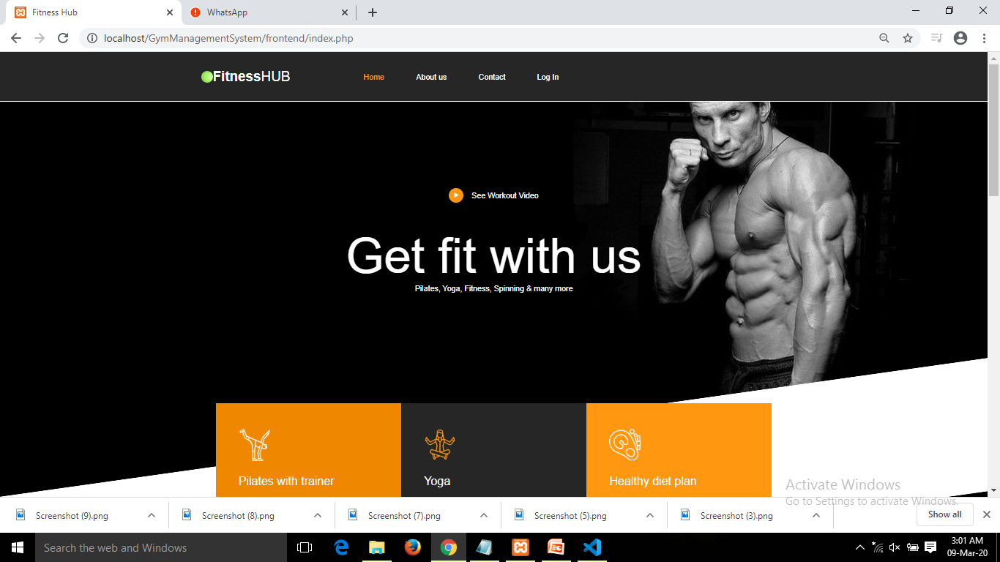 Fitness Hub
WhatsApp
localhost/GymManagementSystem/frontend/index.php
FitnessHUB
Home
About us
Contact
Log In
See Workout Video
Get fit with us
Pilates, Yoga, Fitness, Spinning & many more
Pilates with trainer
Yoga
Healthy diet plan
Activate Windows
Go to Settings to activate Windows.
Screenshot (9).png
Screenshot (8).png
Screenshot (7).png
Screenshot (5).png
Screenshot (3).png
Show all
Search the web and Windows
3:01 AM
09-Mar-20